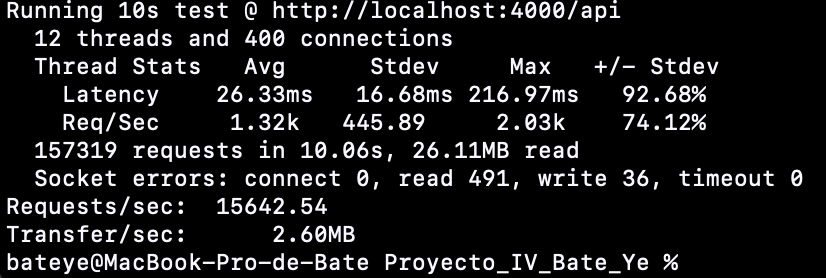 Running 10s test @ http://localhost:4000/api
  12 threads and 400 connections
  Thread Stats   Avg      Stdev     Max   +/- Stdev
    Latency    26.33ms   16.68ms 216.97ms   92.68%
    Req/Sec     1.32k   445.89     2.03k    74.12%
  157319 requests in 10.06s, 26.11MB read
  Socket errors: connect 0, read 491, write 36, timeout 0
Requests/sec:  15642.54
Transfer/sec:      2.60MB
bateye@MacBook-Pro-de-Bate Proyecto_IV_Bate_Ye %